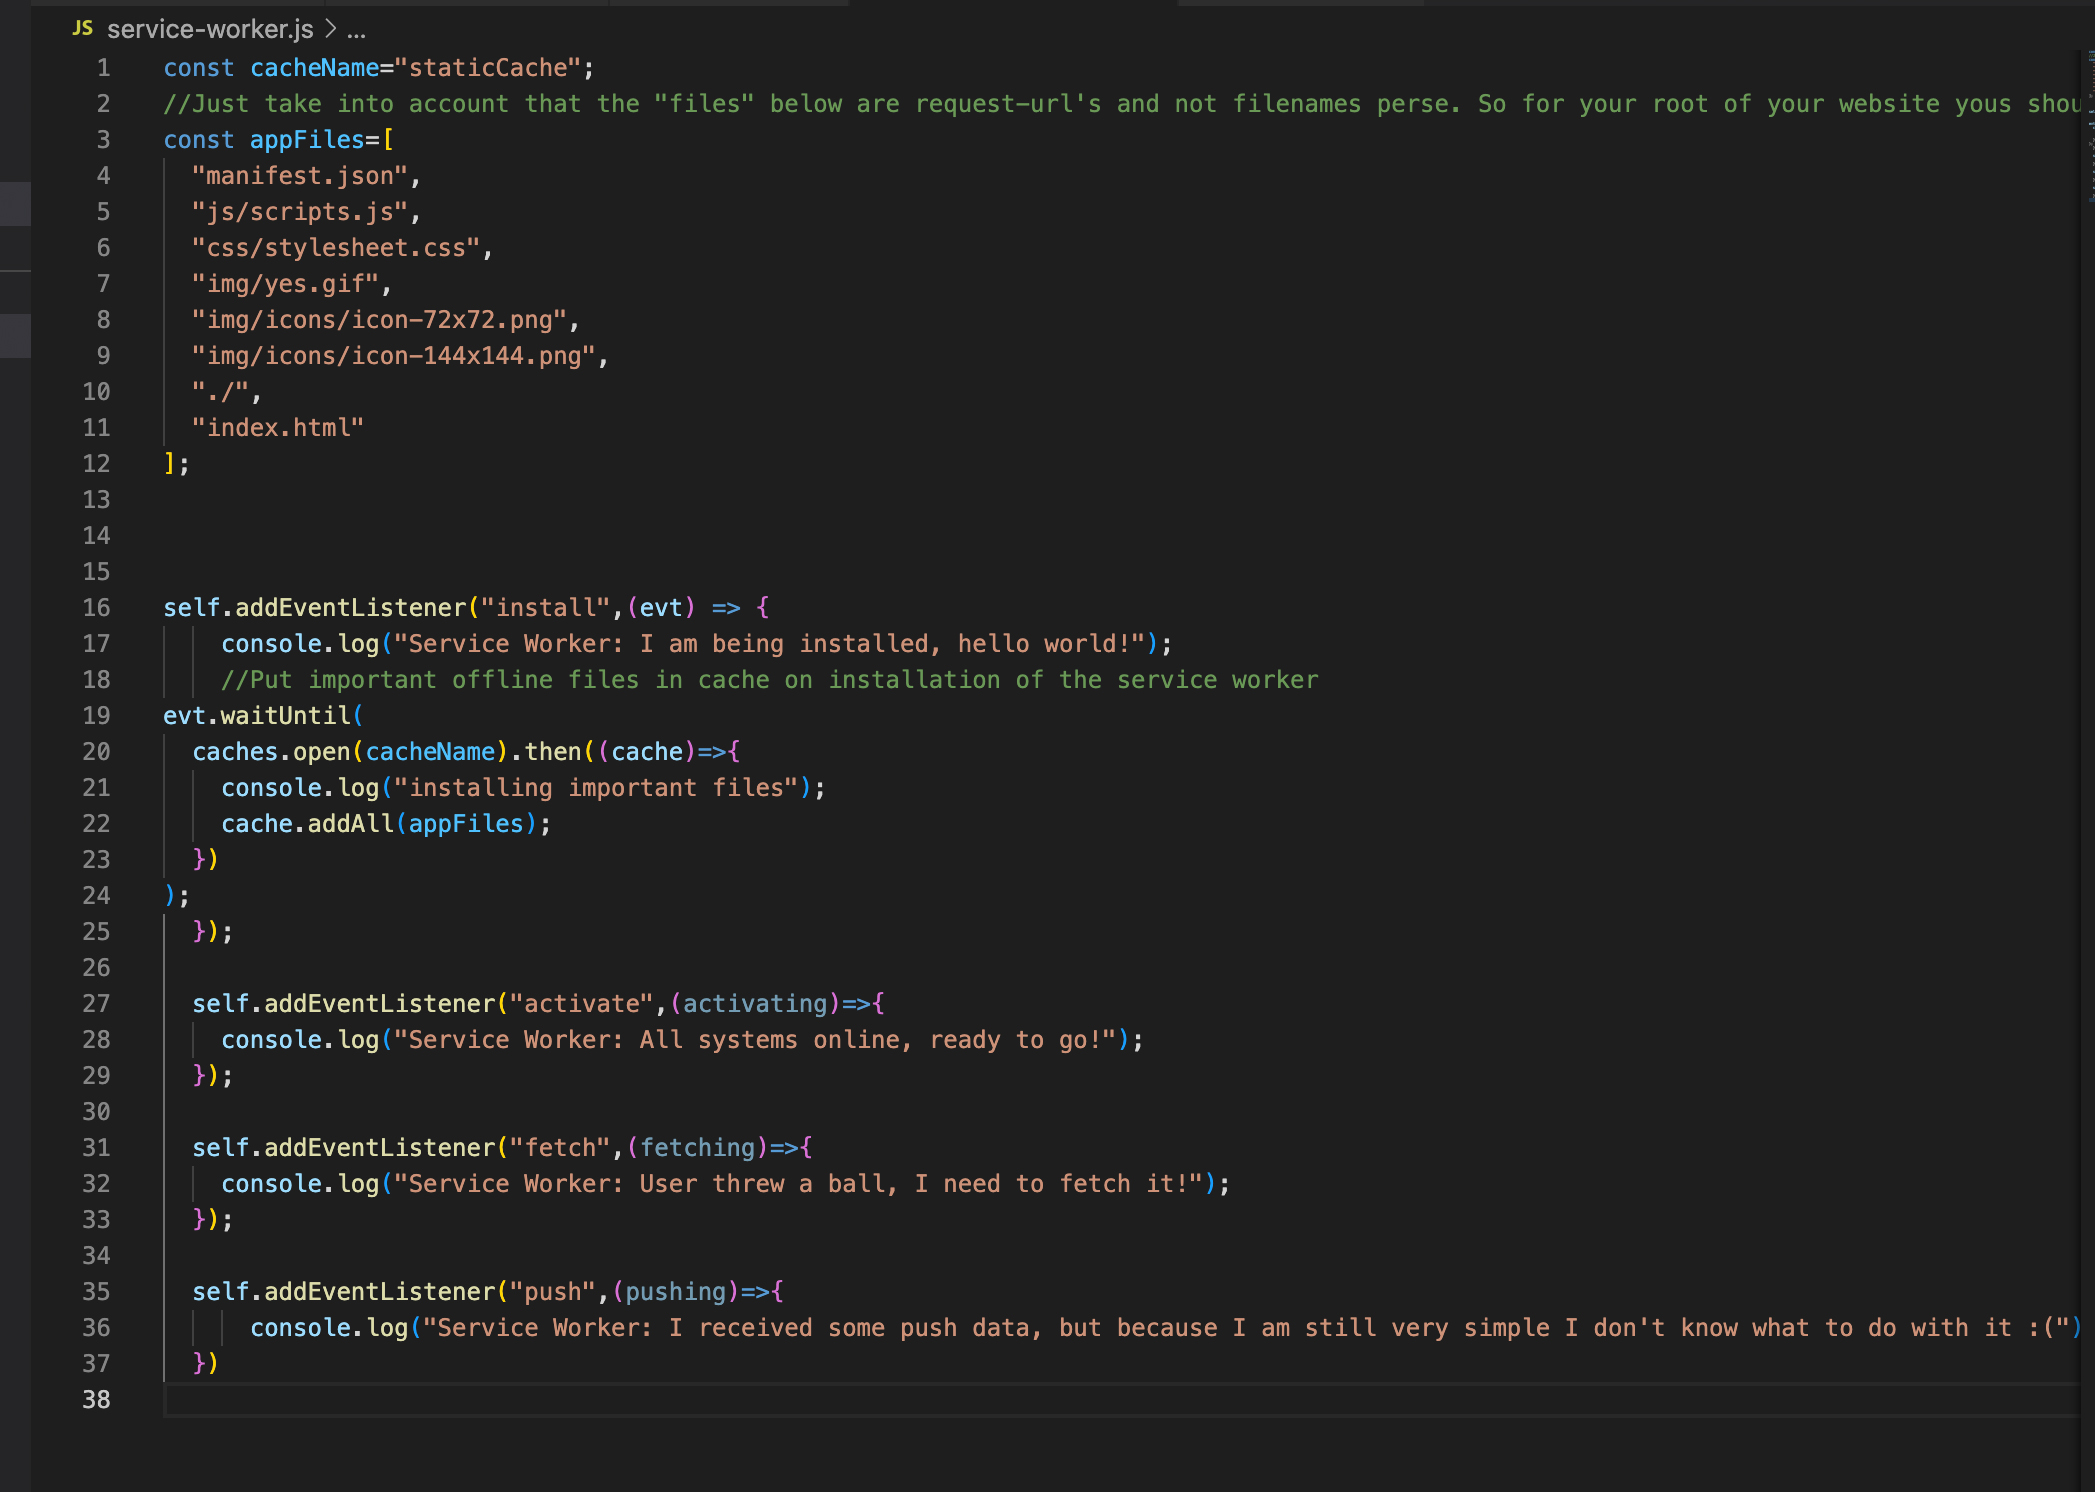 JS service-worker.js > ...
1 const cacheName="staticCache";
2 //Just take into account that the "files" below are request-url's and not filenames perse. So for your root of your website yous shou
3 const appFiles=[
4   "manifest.json",
5   "js/scripts.js",
6   "css/stylesheet.css",
7   "img/yes.gif",
8   "img/icons/icon-72x72.png",
9   "img/icons/icon-144x144.png",
10   "./",
11   "index.html"
12 ];
13
14
15
16 self.addEventListener("install",(evt) => {
17     console.log("Service Worker: I am being installed, hello world!");
18     //Put important offline files in cache on installation of the service worker
19 evt.waitUntil(
20   caches.open(cacheName).then((cache)=>{
21     console.log("installing important files");
22     cache.addAll(appFiles);
23   })
24 );
25   });
26
27   self.addEventListener("activate",(activating)=>{
28     console.log("Service Worker: All systems online, ready to go!");
29   });
30
31   self.addEventListener("fetch",(fetching)=>{
32     console.log("Service Worker: User threw a ball, I need to fetch it!");
33   });
34
35   self.addEventListener("push",(pushing)=>{
36       console.log("Service Worker: I received some push data, but because I am still very simple I don't know what to do with it :(")
37   })
38